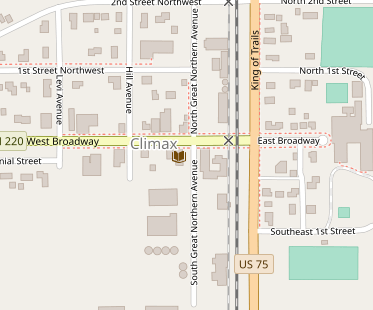 2nd Street Northwest
North 2nd Street
North Great Northern Avenue
King of Trails
1st Street Northwest
North 1st Street
Levi Avenue
Hill Avenue
220
West Broadway
Climax
East Broadway
nial Street
South Great Northern Avenue
Southeast 1st Street
US 75